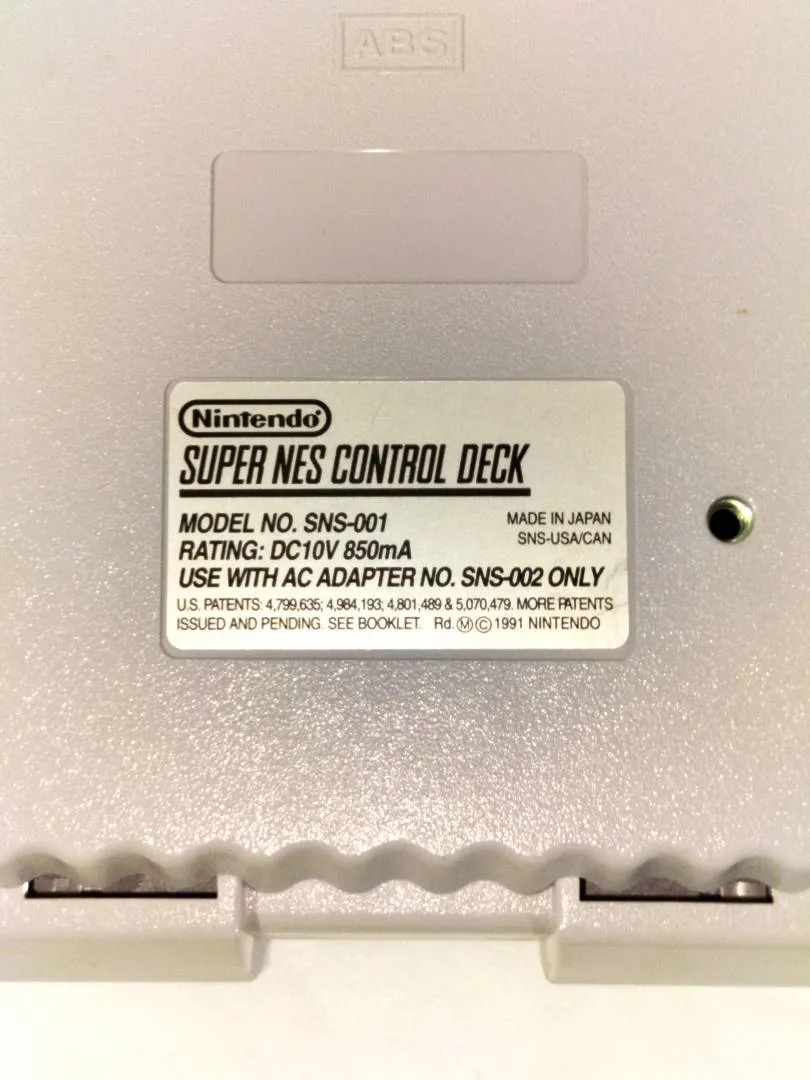 ABS
Nintendo®
SUPER NES CONTROL DECK
MODEL NO. SNS-001
MADE IN JAPAN
RATING: DC10V 850mA
SNS-USA/CAN
USE WITH AC ADAPTER NO. SNS-002 ONLY
U.S. PATENTS: 4,799,635; 4,984,193; 4,801,489 & 5,070,479. MORE PATENTS
ISSUED AND PENDING. SEE BOOKLET. Rd.Ⓜ©1991 NINTENDO